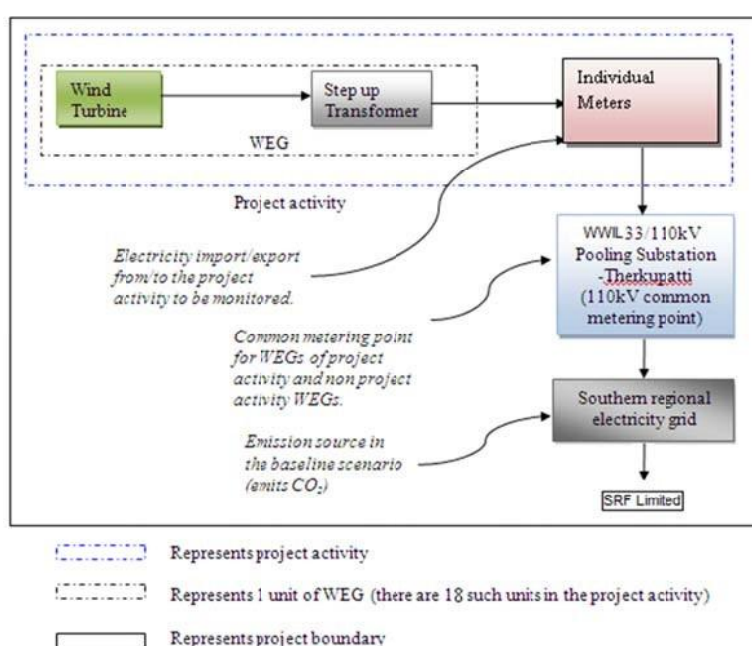 Wind
Turbine
Step up
Transformer
Individual
Meters
WEG
Project activity
Electricity import/export
from/to the project
activity to be monitored.
WWIL 33/110kV
Pooling Substation
-Therkupatti
(110kV common
metering point)
Common metering point
for WEGs of project
activity and non project
activity WEGs.
Southern regional
electricity grid
Emission source in
the baseline scenario
(emits CO₂)
SRF Limited
Represents project activity
Represents 1 unit of WEG (there are 18 such units in the project activity)
Represents project boundary